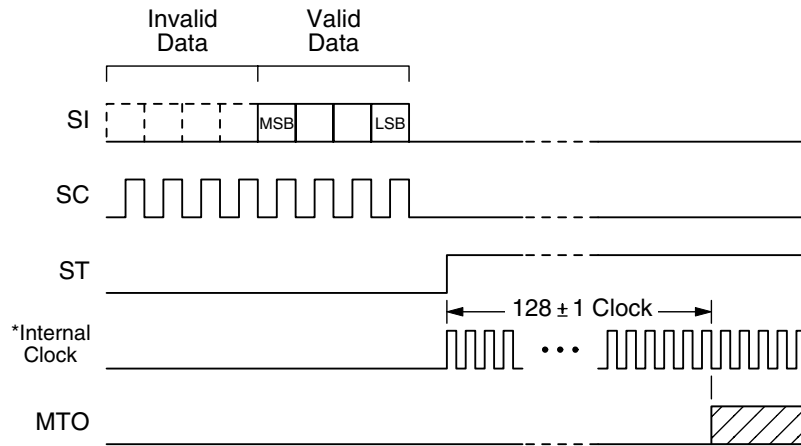 Invalid
Data
Valid
Data
SI
MSB
LSB
SC
ST
128 ± 1 Clock
*Internal
Clock
MTO